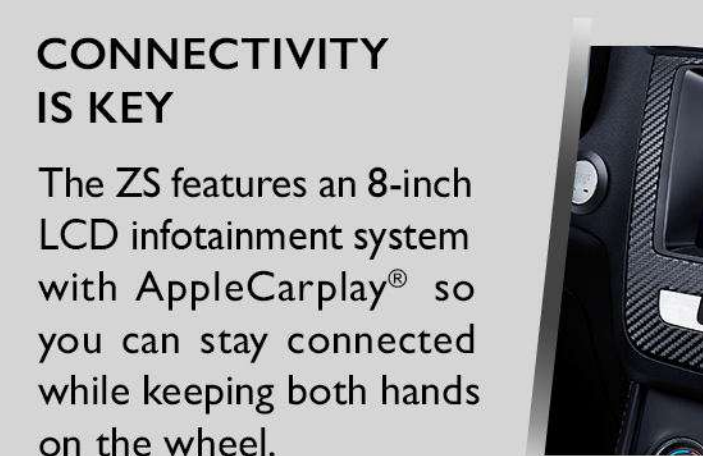 CONNECTIVITY
IS KEY
The ZS features an 8-inch
LCD infotainment system
with AppleCarplay® so
you can stay connected
while keeping both hands
on the wheel.